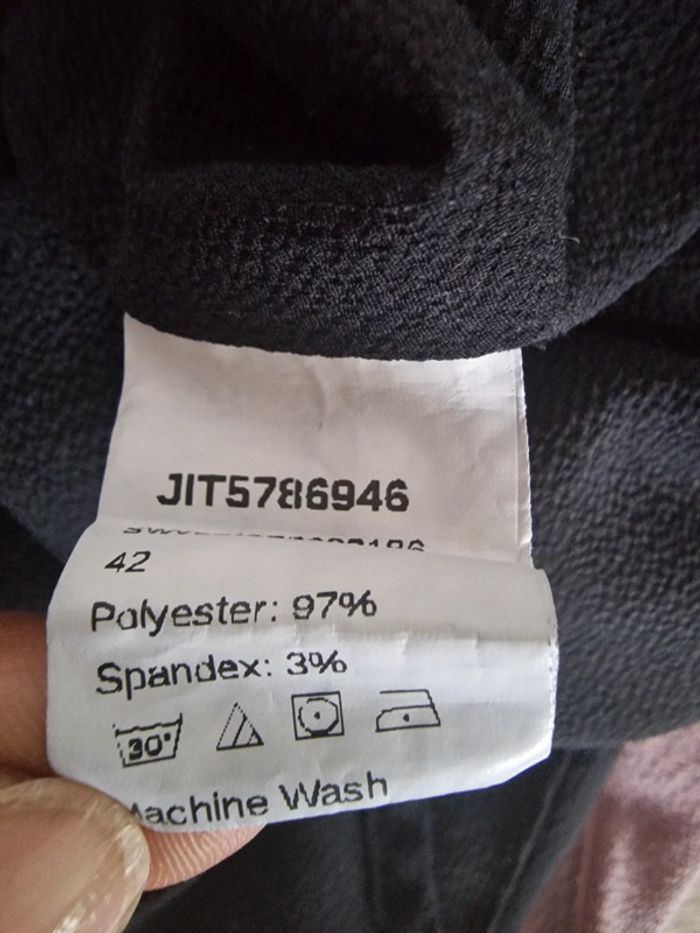 JIT5786946
42
Polyester: 97%
Spandex: 3%
30°
Machine Wash